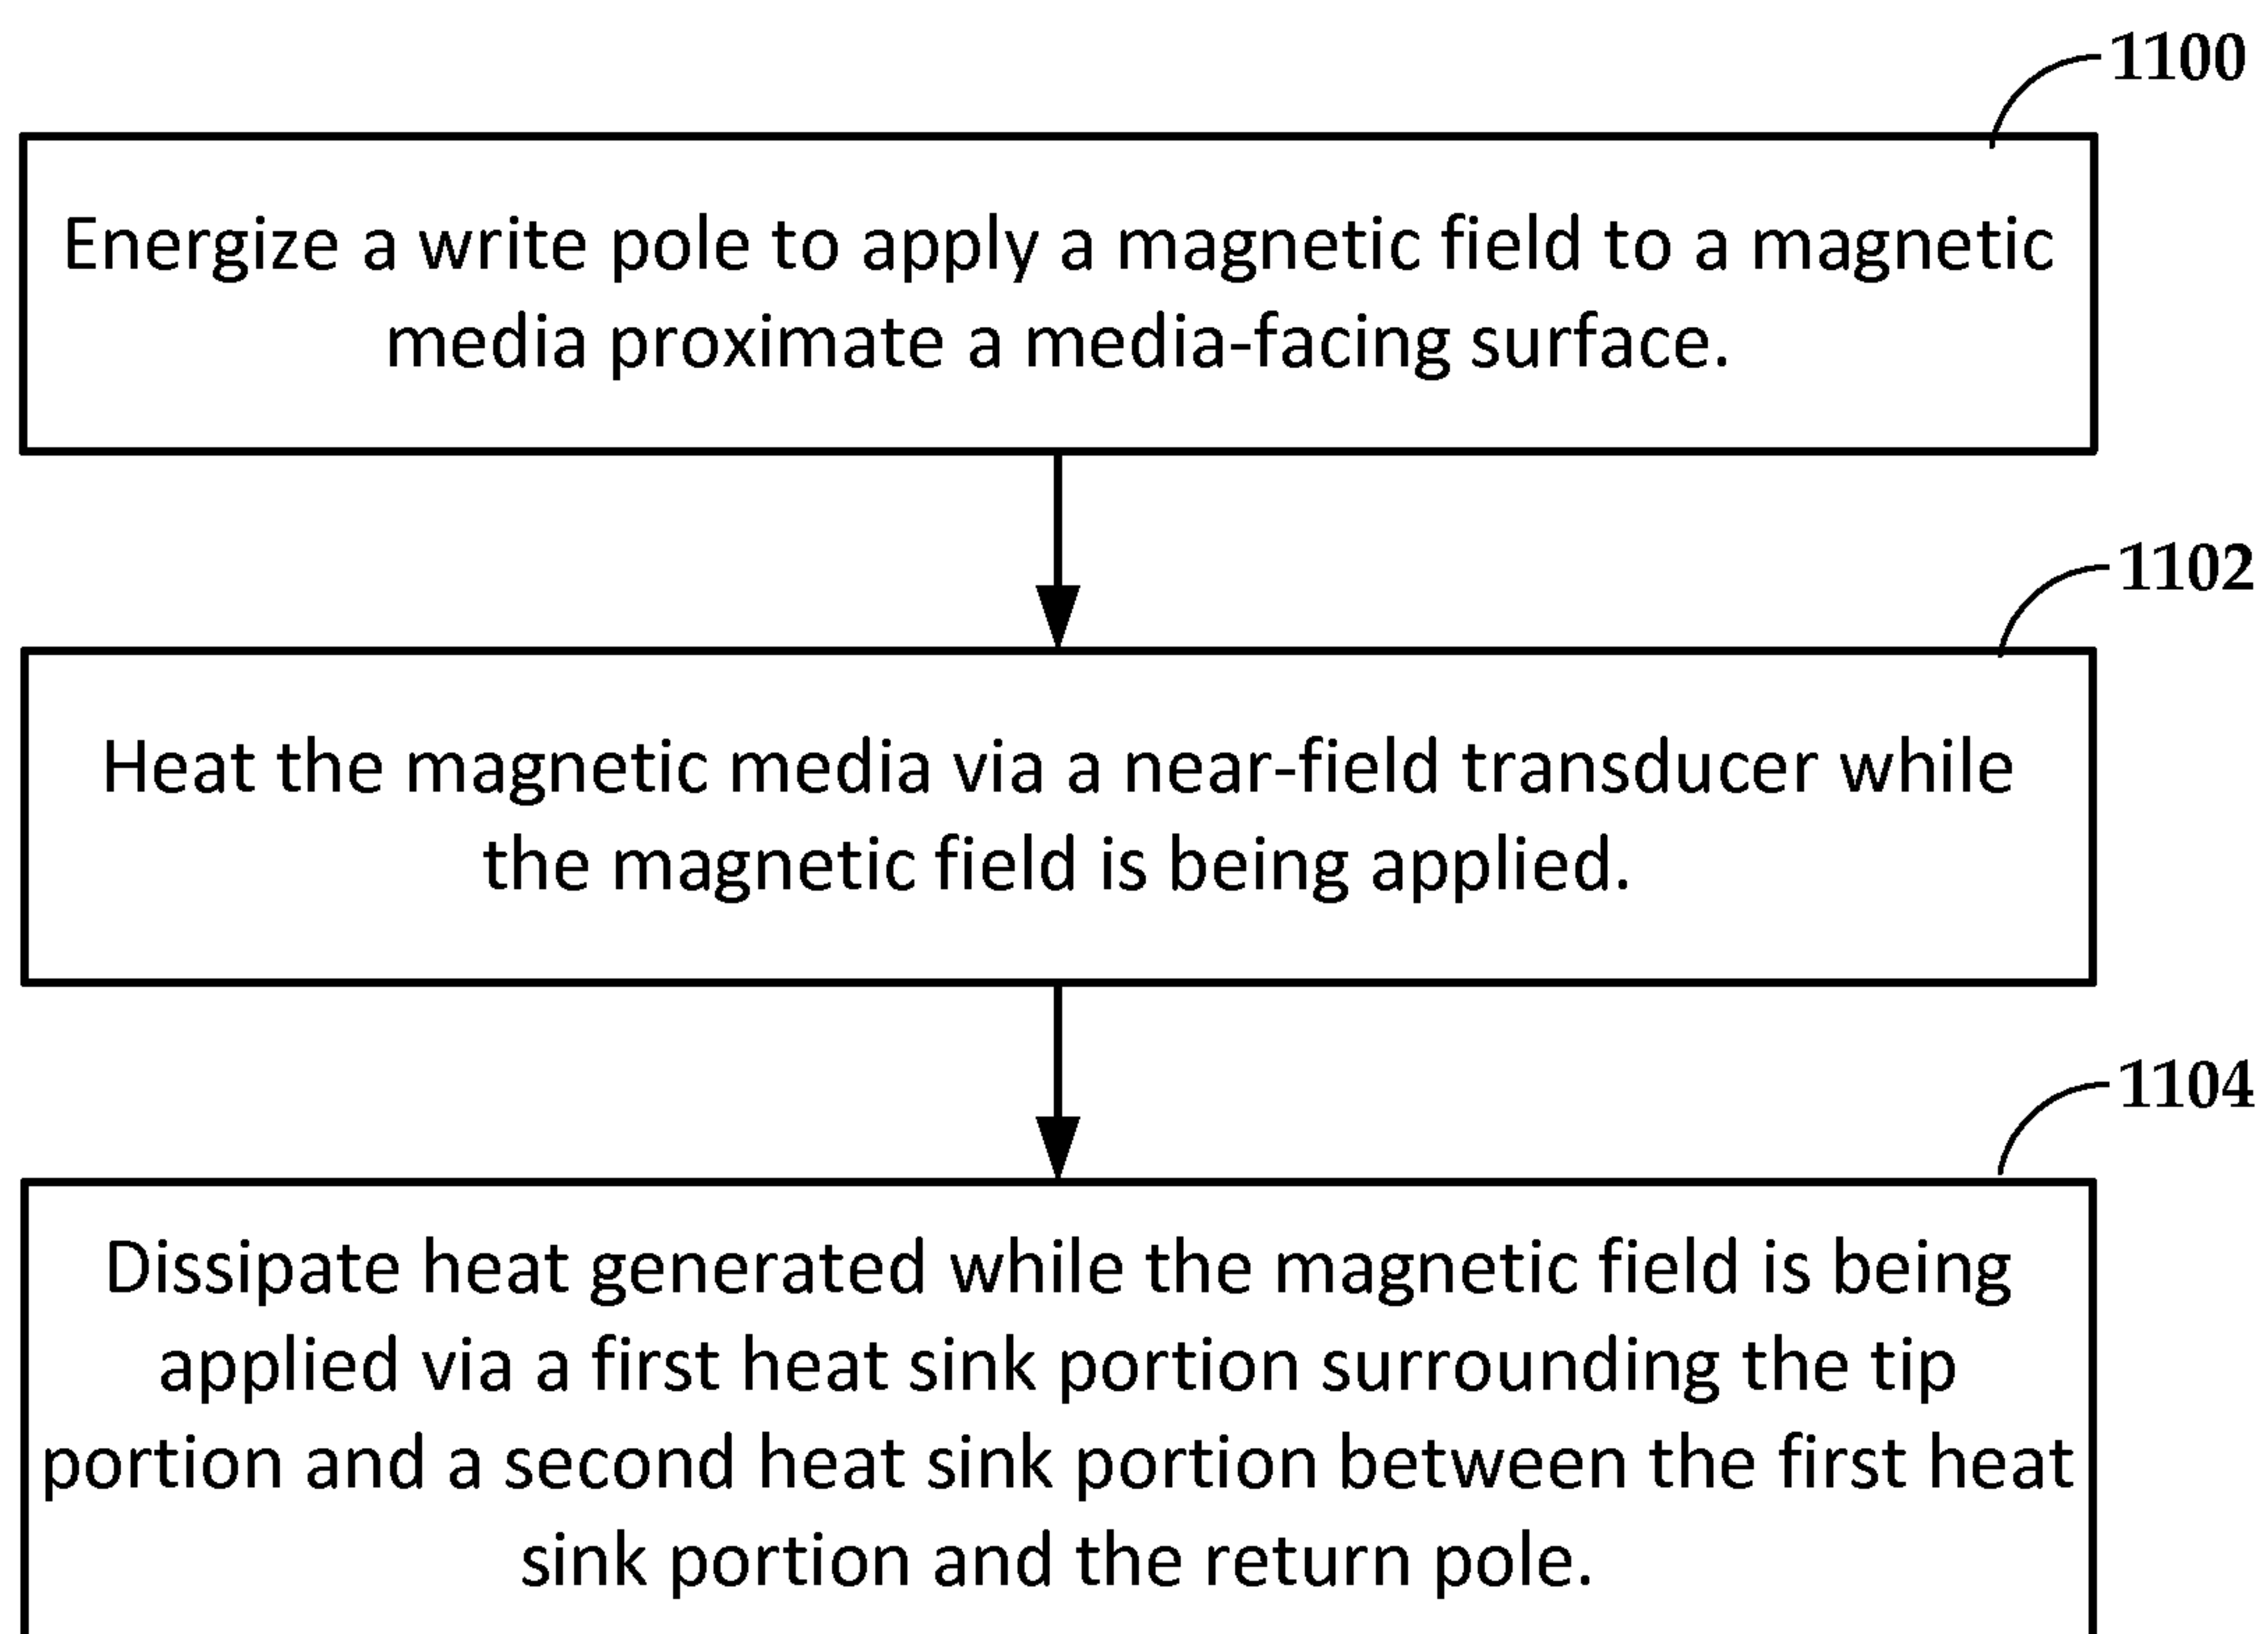 1100
Energize a write pole to apply a magnetic field to a magnetic
media proximate a media-facing surface.
1102
Heat the magnetic media via a near-field transducer while
the magnetic field is being applied.
1104
Dissipate heat generated while the magnetic field is being
applied via a first heat sink portion surrounding the tip
portion and a second heat sink portion between the first heat
sink portion and the return pole.